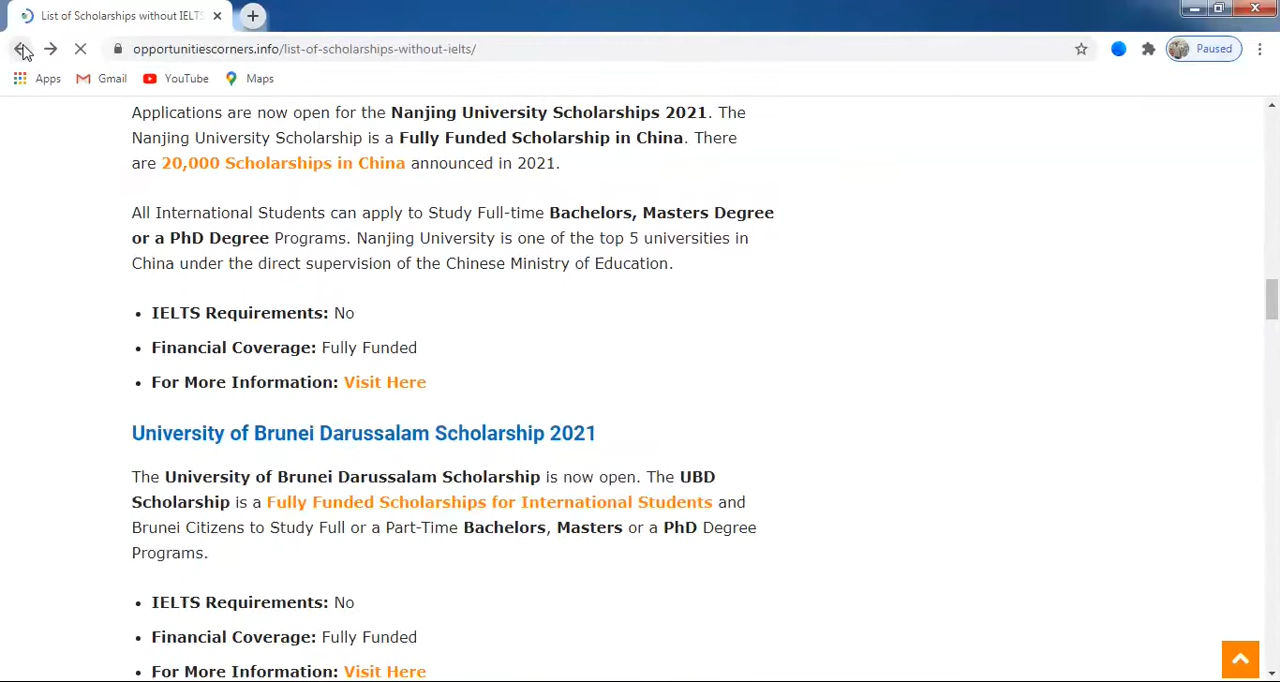 List of Scholarships without IELTS
opportunitiescorners.info/list-of-scholarships-without-ielts/
Paused
Apps Gmail YouTube Maps
Applications are now open for the Nanjing University Scholarships 2021. The
Nanjing University Scholarship is a Fully Funded Scholarship in China. There
are 20,000 Scholarships in China announced in 2021.
All International Students can apply to Study Full-time Bachelors, Masters Degree
or a PhD Degree Programs. Nanjing University is one of the top 5 universities in
China under the direct supervision of the Chinese Ministry of Education.
• IELTS Requirements: No
• Financial Coverage: Fully Funded
• For More Information: Visit Here
University of Brunei Darussalam Scholarship 2021
The University of Brunei Darussalam Scholarship is now open. The UBD
Scholarship is a Fully Funded Scholarships for International Students and
Brunei Citizens to Study Full or a Part-Time Bachelors, Masters or a PhD Degree
Programs.
• IELTS Requirements: No
• Financial Coverage: Fully Funded
• For More Information: Visit Here